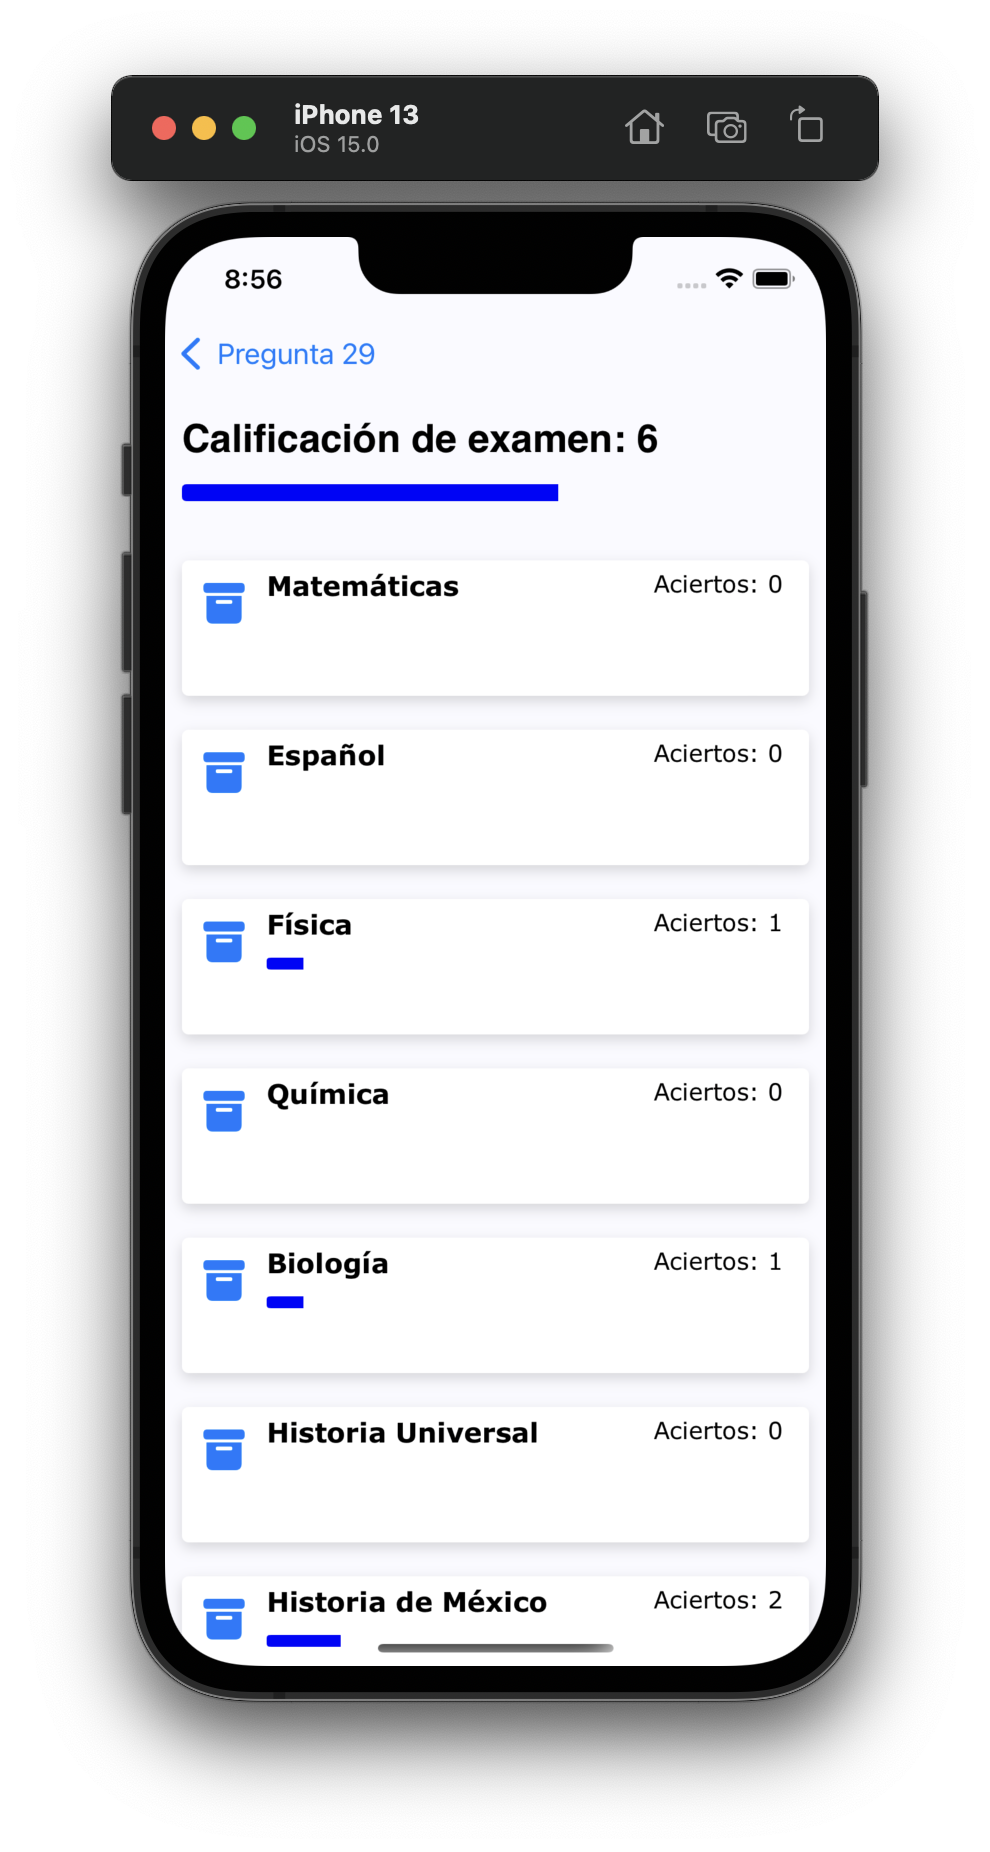 iPhone 13
iOS 15.0
8:56
Pregunta 29
Calificación de examen: 6
Matemáticas Aciertos: 0
Español Aciertos: 0
Física Aciertos: 1
Química Aciertos: 0
Biología Aciertos: 1
Historia Universal Aciertos: 0
Historia de México Aciertos: 2